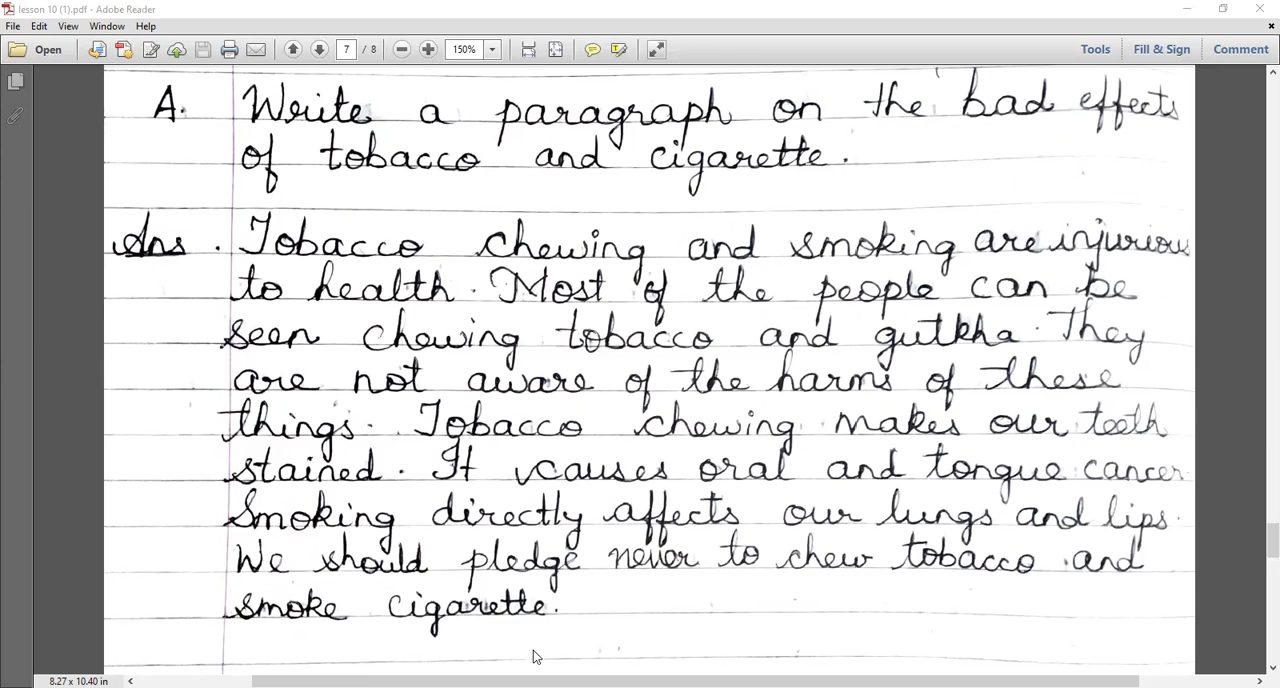 lesson 10 (1).pdf - Adobe Reader
File Edit View Window Help
Open 7 / 8 150% Tools Fill & Sign Comment
A. Write a paragraph on the bad effects
of tobacco and cigarette.
Ans. Tobacco chewing and smoking are injurious
to health. Most of the people can be
seen chewing tobacco and gutkha. They
are not aware of the harms of these
things. Tobacco chewing makes our teeth
stained. It causes oral and tongue cancer
Smoking directly affects our lungs and lips.
We should pledge never to chew tobacco and
smoke cigarette.
8.27 x 10.40 in